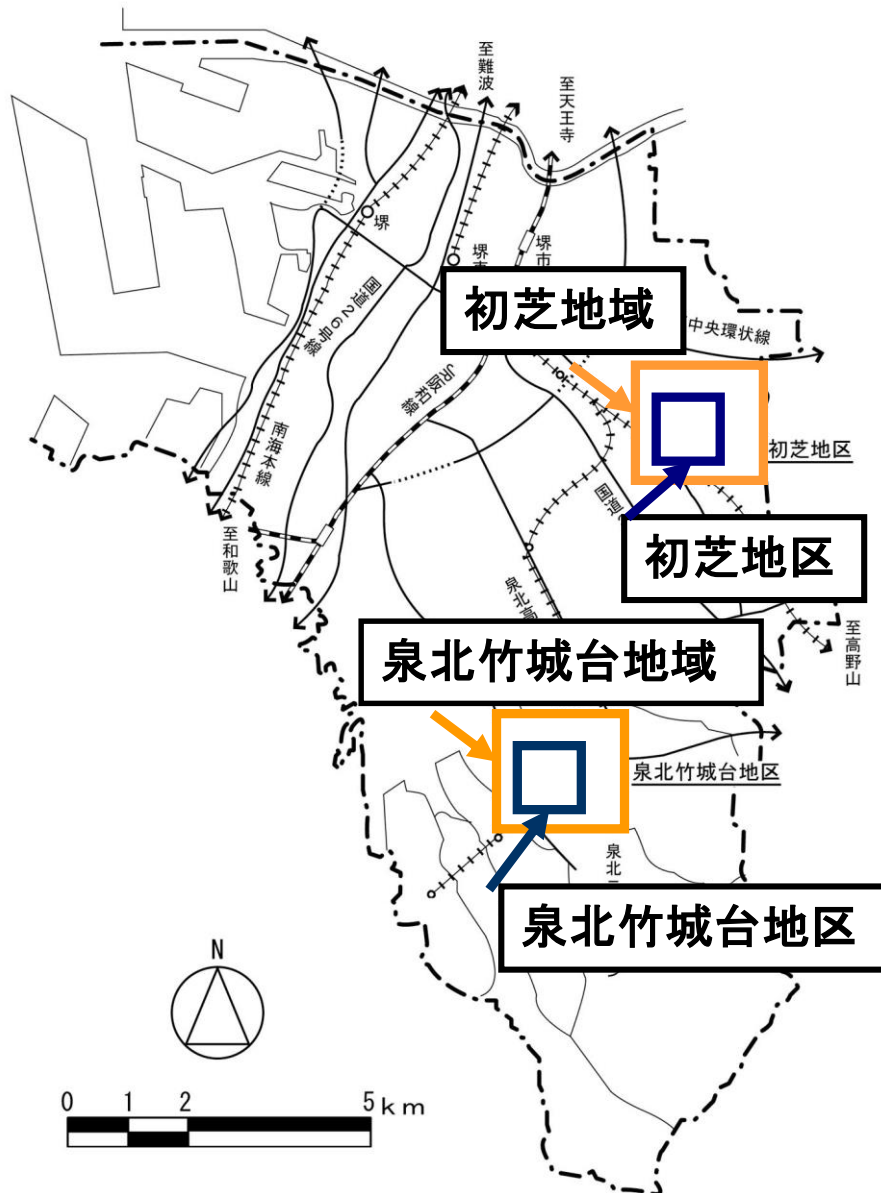 至難波
至天王寺
堺
堺市
初芝地域
中央環状線
国道26号線
JR阪和線
南海本線
初芝地区
国道
初芝地区
至和歌山
泉北高
至高野山
泉北竹城台地域
泉北竹城台地区
泉北
泉北竹城台地区
N
0 1 2 5km